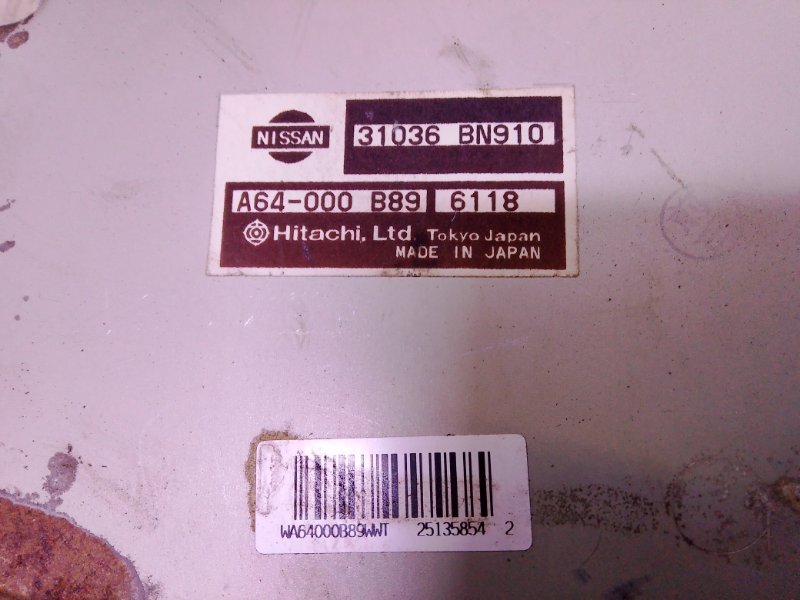 NISSAN
31036 BN910
A64-000 B89 6118
Hitachi, Ltd. Tokyo Japan
MADE IN JAPAN
WA64000B89WWT 25135854 2